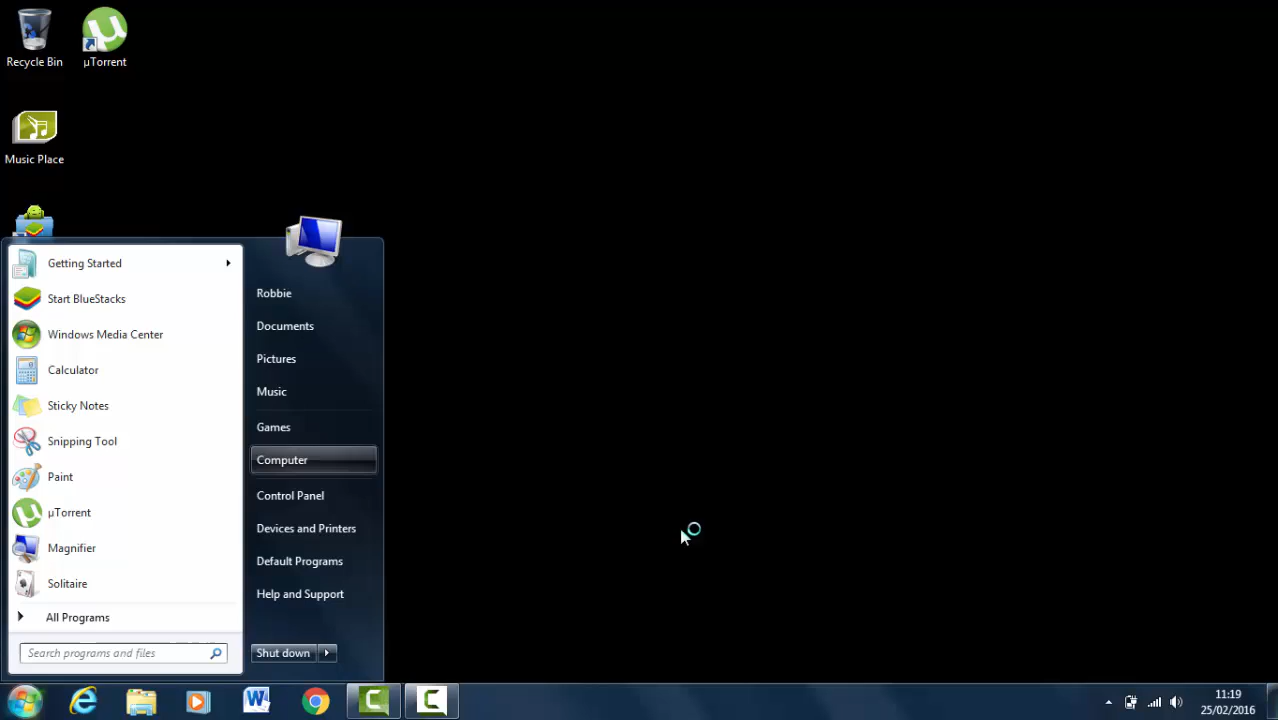 Recycle Bin
µTorrent
Music Place
Getting Started
Start BlueStacks
Windows Media Center
Calculator
Sticky Notes
Snipping Tool
Paint
µTorrent
Magnifier
Solitaire
All Programs
Search programs and files
Robbie
Documents
Pictures
Music
Games
Computer
Control Panel
Devices and Printers
Default Programs
Help and Support
Shut down
11:19
25/02/2016